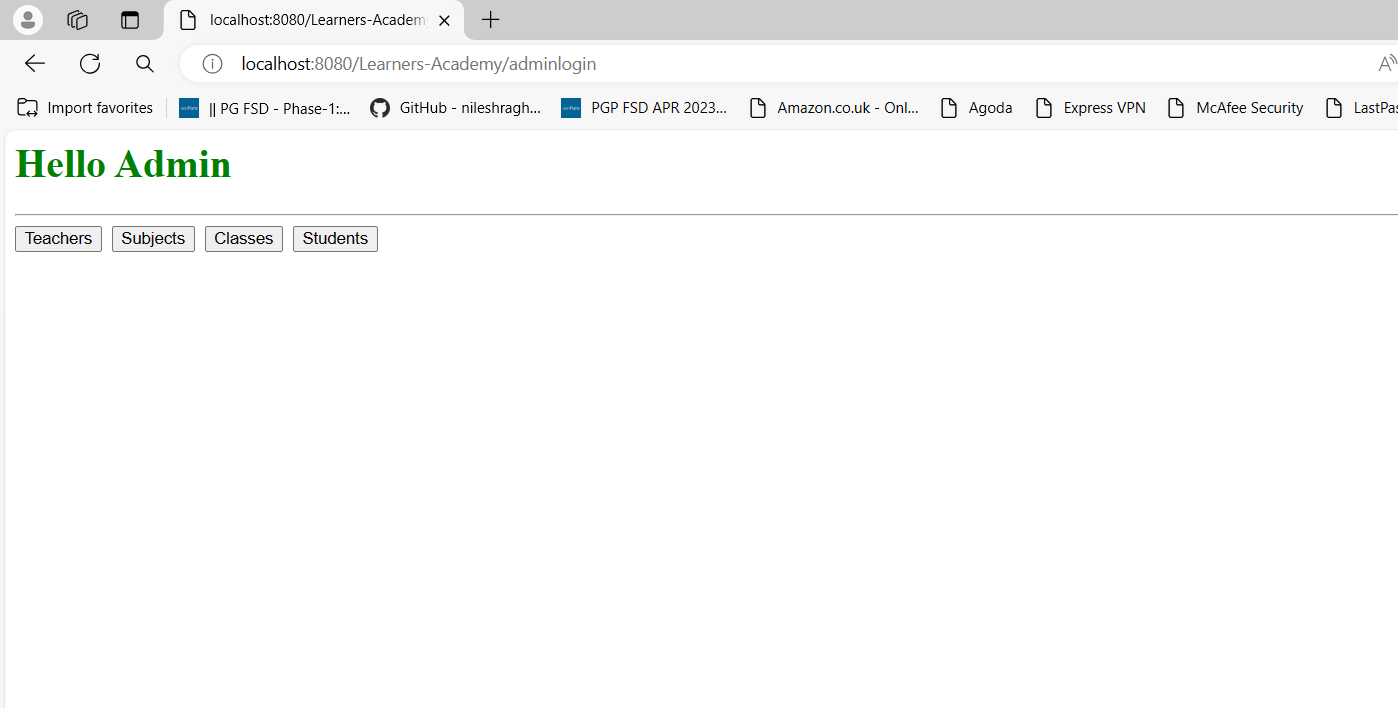 localhost:8080/Learners-Academ
localhost:8080/Learners-Academy/adminlogin
Import favorites || PG FSD - Phase-1:... GitHub - nileshragh... PGP FSD APR 2023... Amazon.co.uk - Onl... Agoda Express VPN McAfee Security LastPas
Hello Admin
Teachers Subjects Classes Students